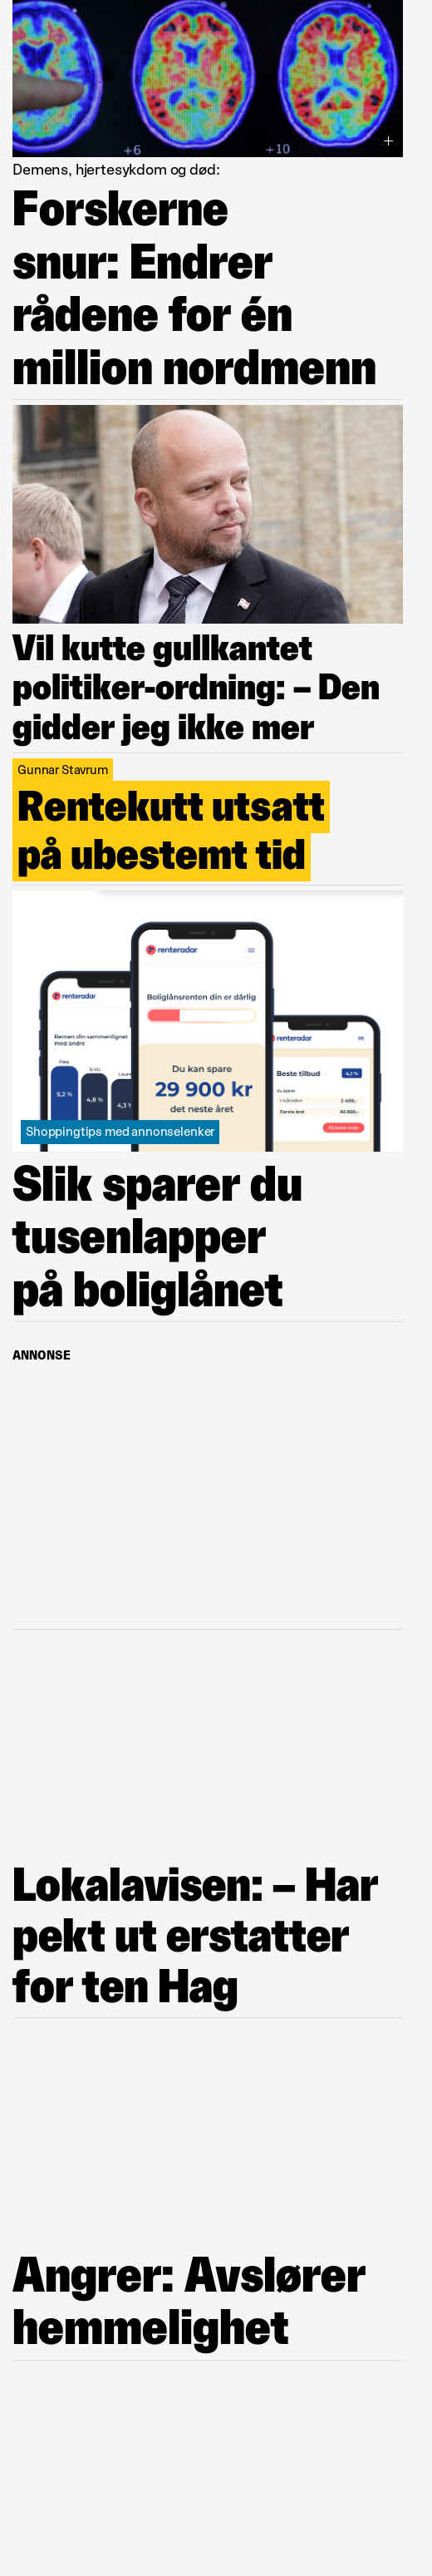 +6
+10
Demens, hjertesykdom og død:
Forskerne
snur: Endrer
rådene for én
million nordmenn
Vil kutte gullkantet
politiker-ordning: – Den
gidder jeg ikke mer
Gunnar Stavrum
Rentekutt utsatt
på ubestemt tid
renteradar
Boliglånsrenten din er dårlig
renteradar
Renten din sammenlignet
med andre
5,2 %
4,8 %
4,3
Du kan spare
29 900 kr
det neste året
renteradar
Beste tilbud
I måneden
Første året
Shoppingtips med annonselenker
Slik sparer du
tusenlapper
på boliglånet
ANNONSE
Lokalavisen: – Har
pekt ut erstatter
for ten Hag
Angrer: Avslører
hemmelighet